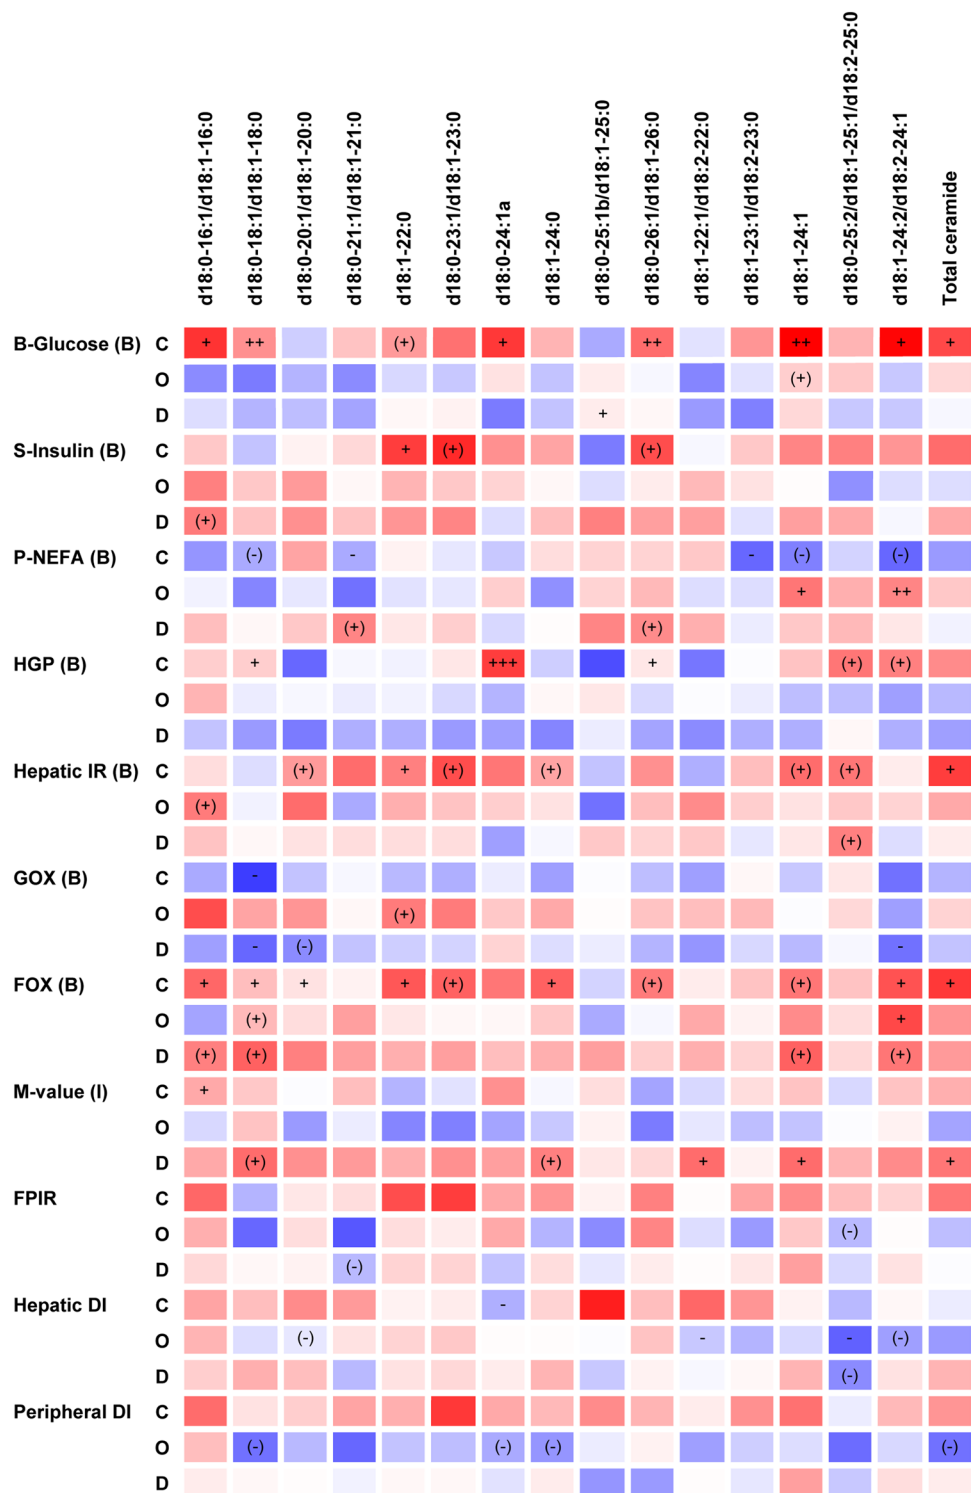 d18:0-16:1/d18:1-16:0
d18:0-18:1/d18:1-18:0
d18:0-20:1/d18:1-20:0
d18:0-21:1/d18:1-21:0
d18:1-22:0
d18:0-23:1/d18:1-23:0
d18:0-24:1a
d18:1-24:0
d18:0-25:1b/d18:1-25:0
d18:0-26:1/d18:1-26:0
d18:1-22:1/d18:2-22:0
d18:1-23:1/d18:2-23:0
d18:1-24:1
d18:0-25:2/d18:1-25:1/d18:2-25:0
d18:1-24:2/d18:2-24:1
Total ceramide
B-Glucose (B) C + ++ (+) + ++ ++ + +
O (+)
D +
S-Insulin (B) C + (+) (+)
O
D (+)
P-NEFA (B) C (-) - - (-) (-)
O + ++
D (+) (+)
HGP (B) C + +++ + (+) (+)
O
D
Hepatic IR (B) C (+) + (+) (+) (+) (+) +
O (+)
D (+)
GOX (B) C -
O (+)
D - (-) -
FOX (B) C + + + + (+) + (+) (+) + +
O (+) +
D (+) (+) (+) (+)
M-value (I) C +
O
D (+) (+) + + +
FPIR C
O (-)
D (-)
Hepatic DI C -
O (-) - - (-)
D (-)
Peripheral DI C
O (-) (-) (-) (-)
D